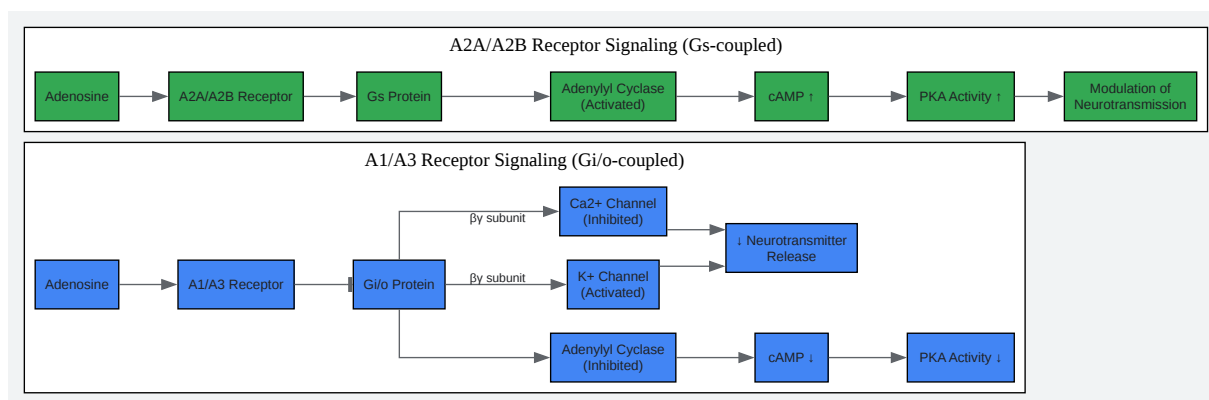 A2A/A2B Receptor Signaling (Gs-coupled)
Adenosine
A2A/A2B Receptor
Gs Protein
Adenylyl Cyclase
(Activated)
cAMP ↑
PKA Activity ↑
Modulation of
Neurotransmission
A1/A3 Receptor Signaling (Gi/o-coupled)
Adenosine
A1/A3 Receptor
Gi/o Protein
βγ subunit
Ca2+ Channel
(Inhibited)
βγ subunit
K+ Channel
(Activated)
↓ Neurotransmitter
Release
Adenylyl Cyclase
(Inhibited)
cAMP ↓
PKA Activity ↓